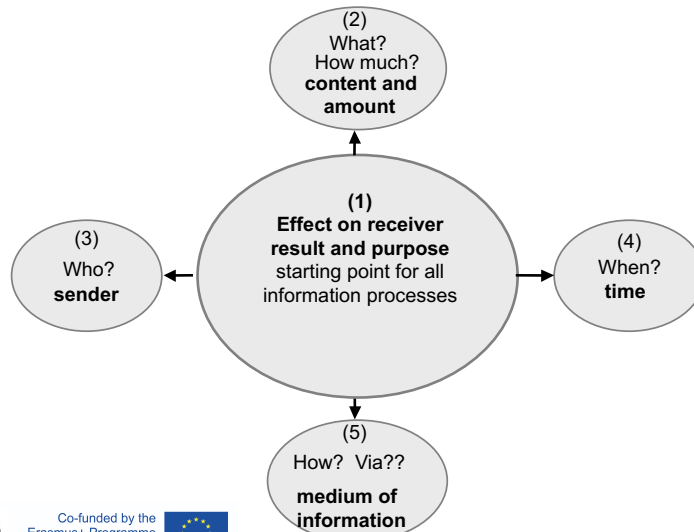 (2)
What?
How much?
content and
amount
(1)
Effect on receiver
result and purpose
starting point for all
information processes
(3)
Who?
sender
(4)
When?
time
(5)
How? Via??
medium of
information
Co-funded by the
Erasmus+ Programme